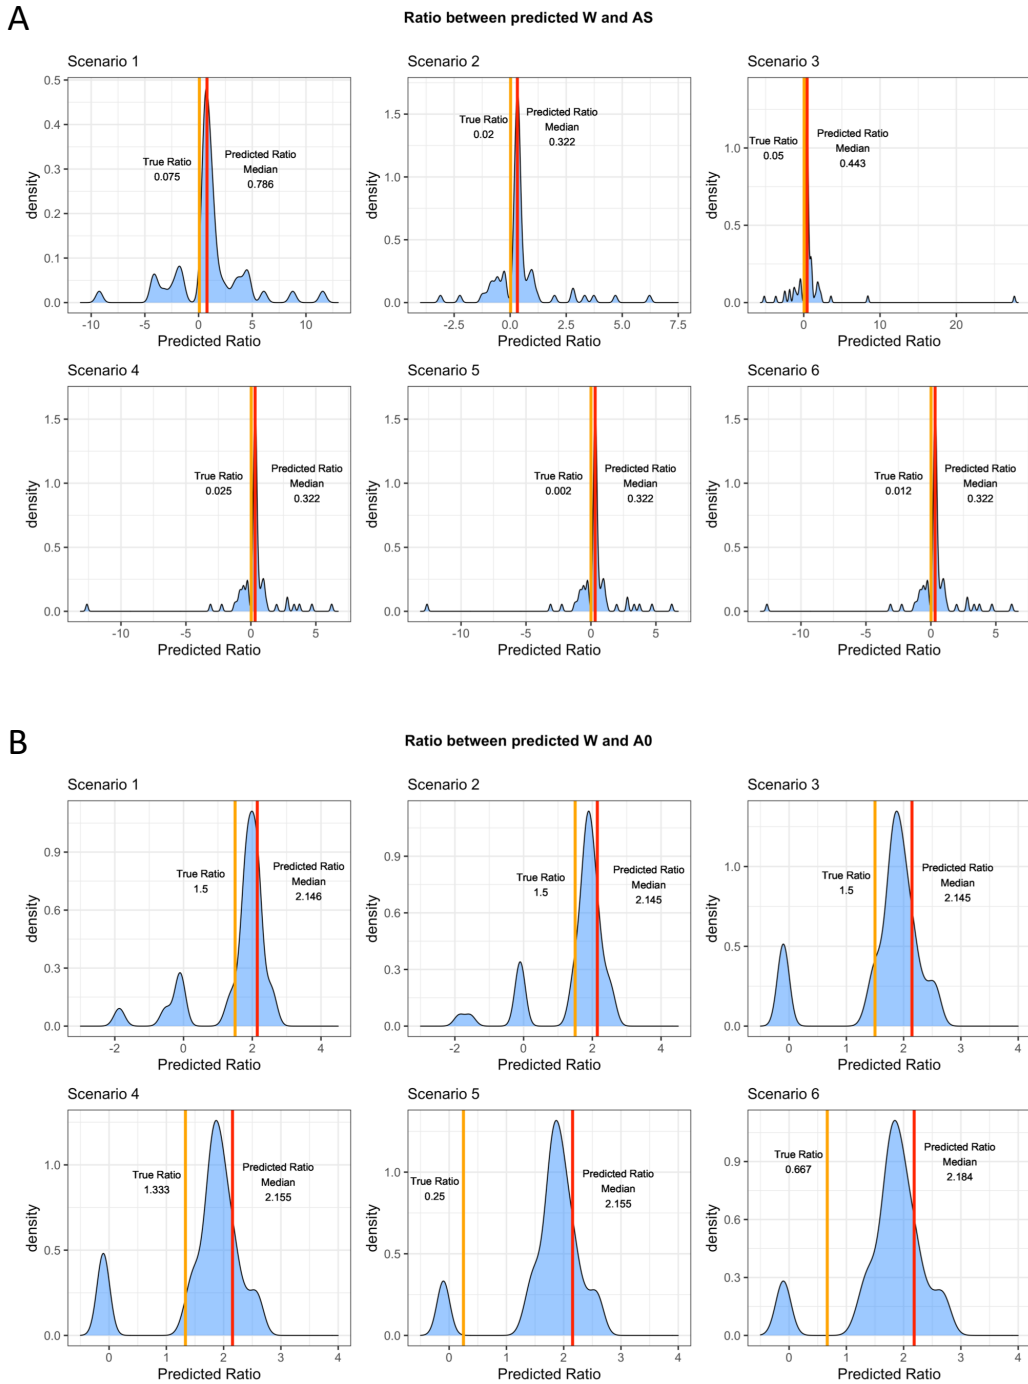 A
Ratio between predicted W and AS
Scenario 1
density
0.5
0.4
0.3
0.2
0.1
0.0
True Ratio
0.075
Predicted Ratio
Median
0.786
-10
-5
0
5
10
Predicted Ratio
Scenario 2
density
1.5
1.0
0.5
0.0
True Ratio
0.02
Predicted Ratio
Median
0.322
-2.5
0.0
2.5
5.0
7.5
Predicted Ratio
Scenario 3
density
1.0
0.5
0.0
True Ratio
0.05
Predicted Ratio
Median
0.443
0
10
20
Predicted Ratio
Scenario 4
density
1.5
1.0
0.5
0.0
True Ratio
0.025
Predicted Ratio
Median
0.322
-10
-5
0
5
Predicted Ratio
Scenario 5
density
1.5
1.0
0.5
0.0
True Ratio
0.002
Predicted Ratio
Median
0.322
-10
-5
0
5
Predicted Ratio
Scenario 6
density
1.5
1.0
0.5
0.0
True Ratio
0.012
Predicted Ratio
Median
0.322
-10
-5
0
5
Predicted Ratio
B
Ratio between predicted W and A0
Scenario 1
density
0.9
0.6
0.3
0.0
True Ratio
1.5
Predicted Ratio
Median
2.146
-2
0
2
4
Predicted Ratio
Scenario 2
density
0.9
0.6
0.3
0.0
True Ratio
1.5
Predicted Ratio
Median
2.145
-2
0
2
4
Predicted Ratio
Scenario 3
density
1.0
0.5
0.0
True Ratio
1.5
Predicted Ratio
Median
2.145
0
1
2
3
4
Predicted Ratio
Scenario 4
density
1.0
0.5
0.0
True Ratio
1.333
Predicted Ratio
Median
2.155
0
1
2
3
4
Predicted Ratio
Scenario 5
density
1.0
0.5
0.0
True Ratio
0.25
Predicted Ratio
Median
2.155
0
1
2
3
4
Predicted Ratio
Scenario 6
density
0.9
0.6
0.3
0.0
True Ratio
0.667
Predicted Ratio
Median
2.184
0
1
2
3
4
Predicted Ratio